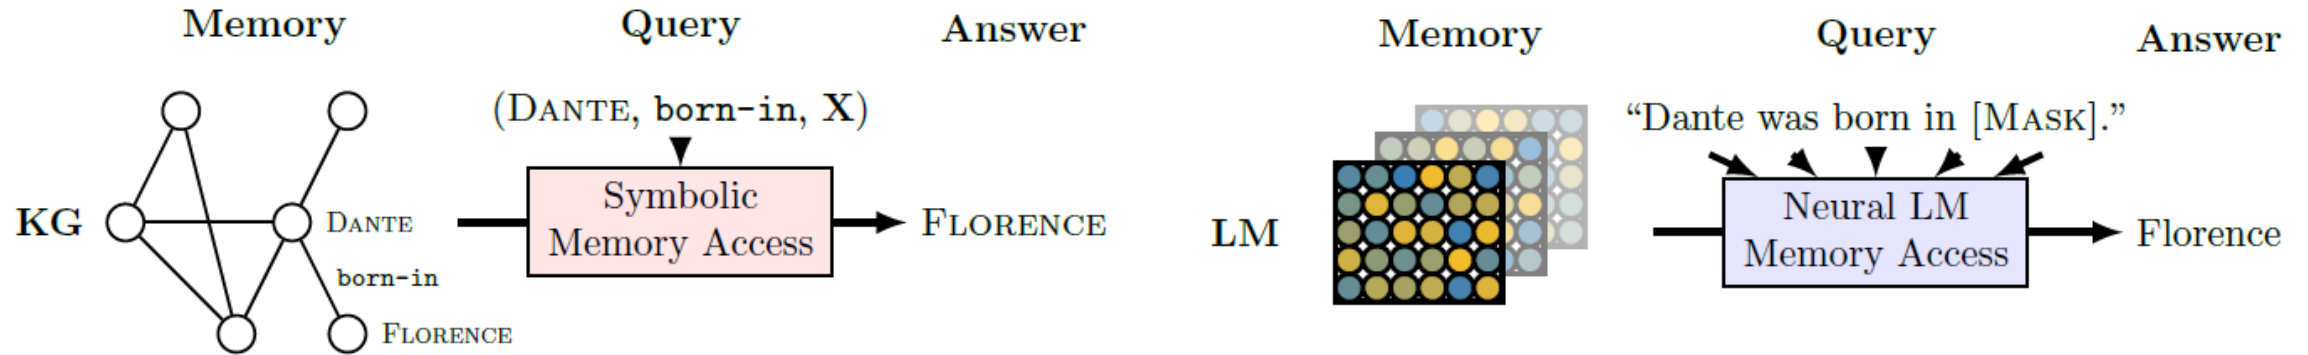 Memory Query Answer
(DANTE, born-in, X)
KG
DANTE
Symbolic
Memory Access
FLORENCE
born-in
FLORENCE
Memory Query Answer
“Dante was born in [MASK].”
LM
Neural LM
Memory Access
Florence